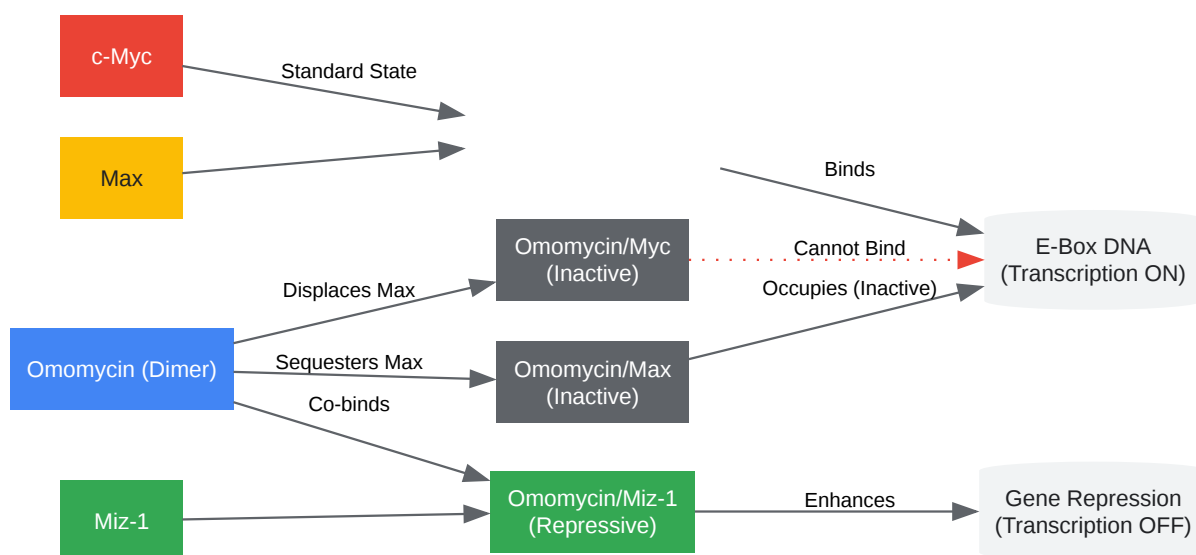 c-Myc
Standard State
Max
Binds
Omomycin/Myc
(Inactive)
Cannot Bind
E-Box DNA
(Transcription ON)
Displaces Max
Occupies (Inactive)
Omomycin (Dimer)
Sequesters Max
Omomycin/Max
(Inactive)
Co-binds
Miz-1
Omomycin/Miz-1
(Repressive)
Enhances
Gene Repression
(Transcription OFF)